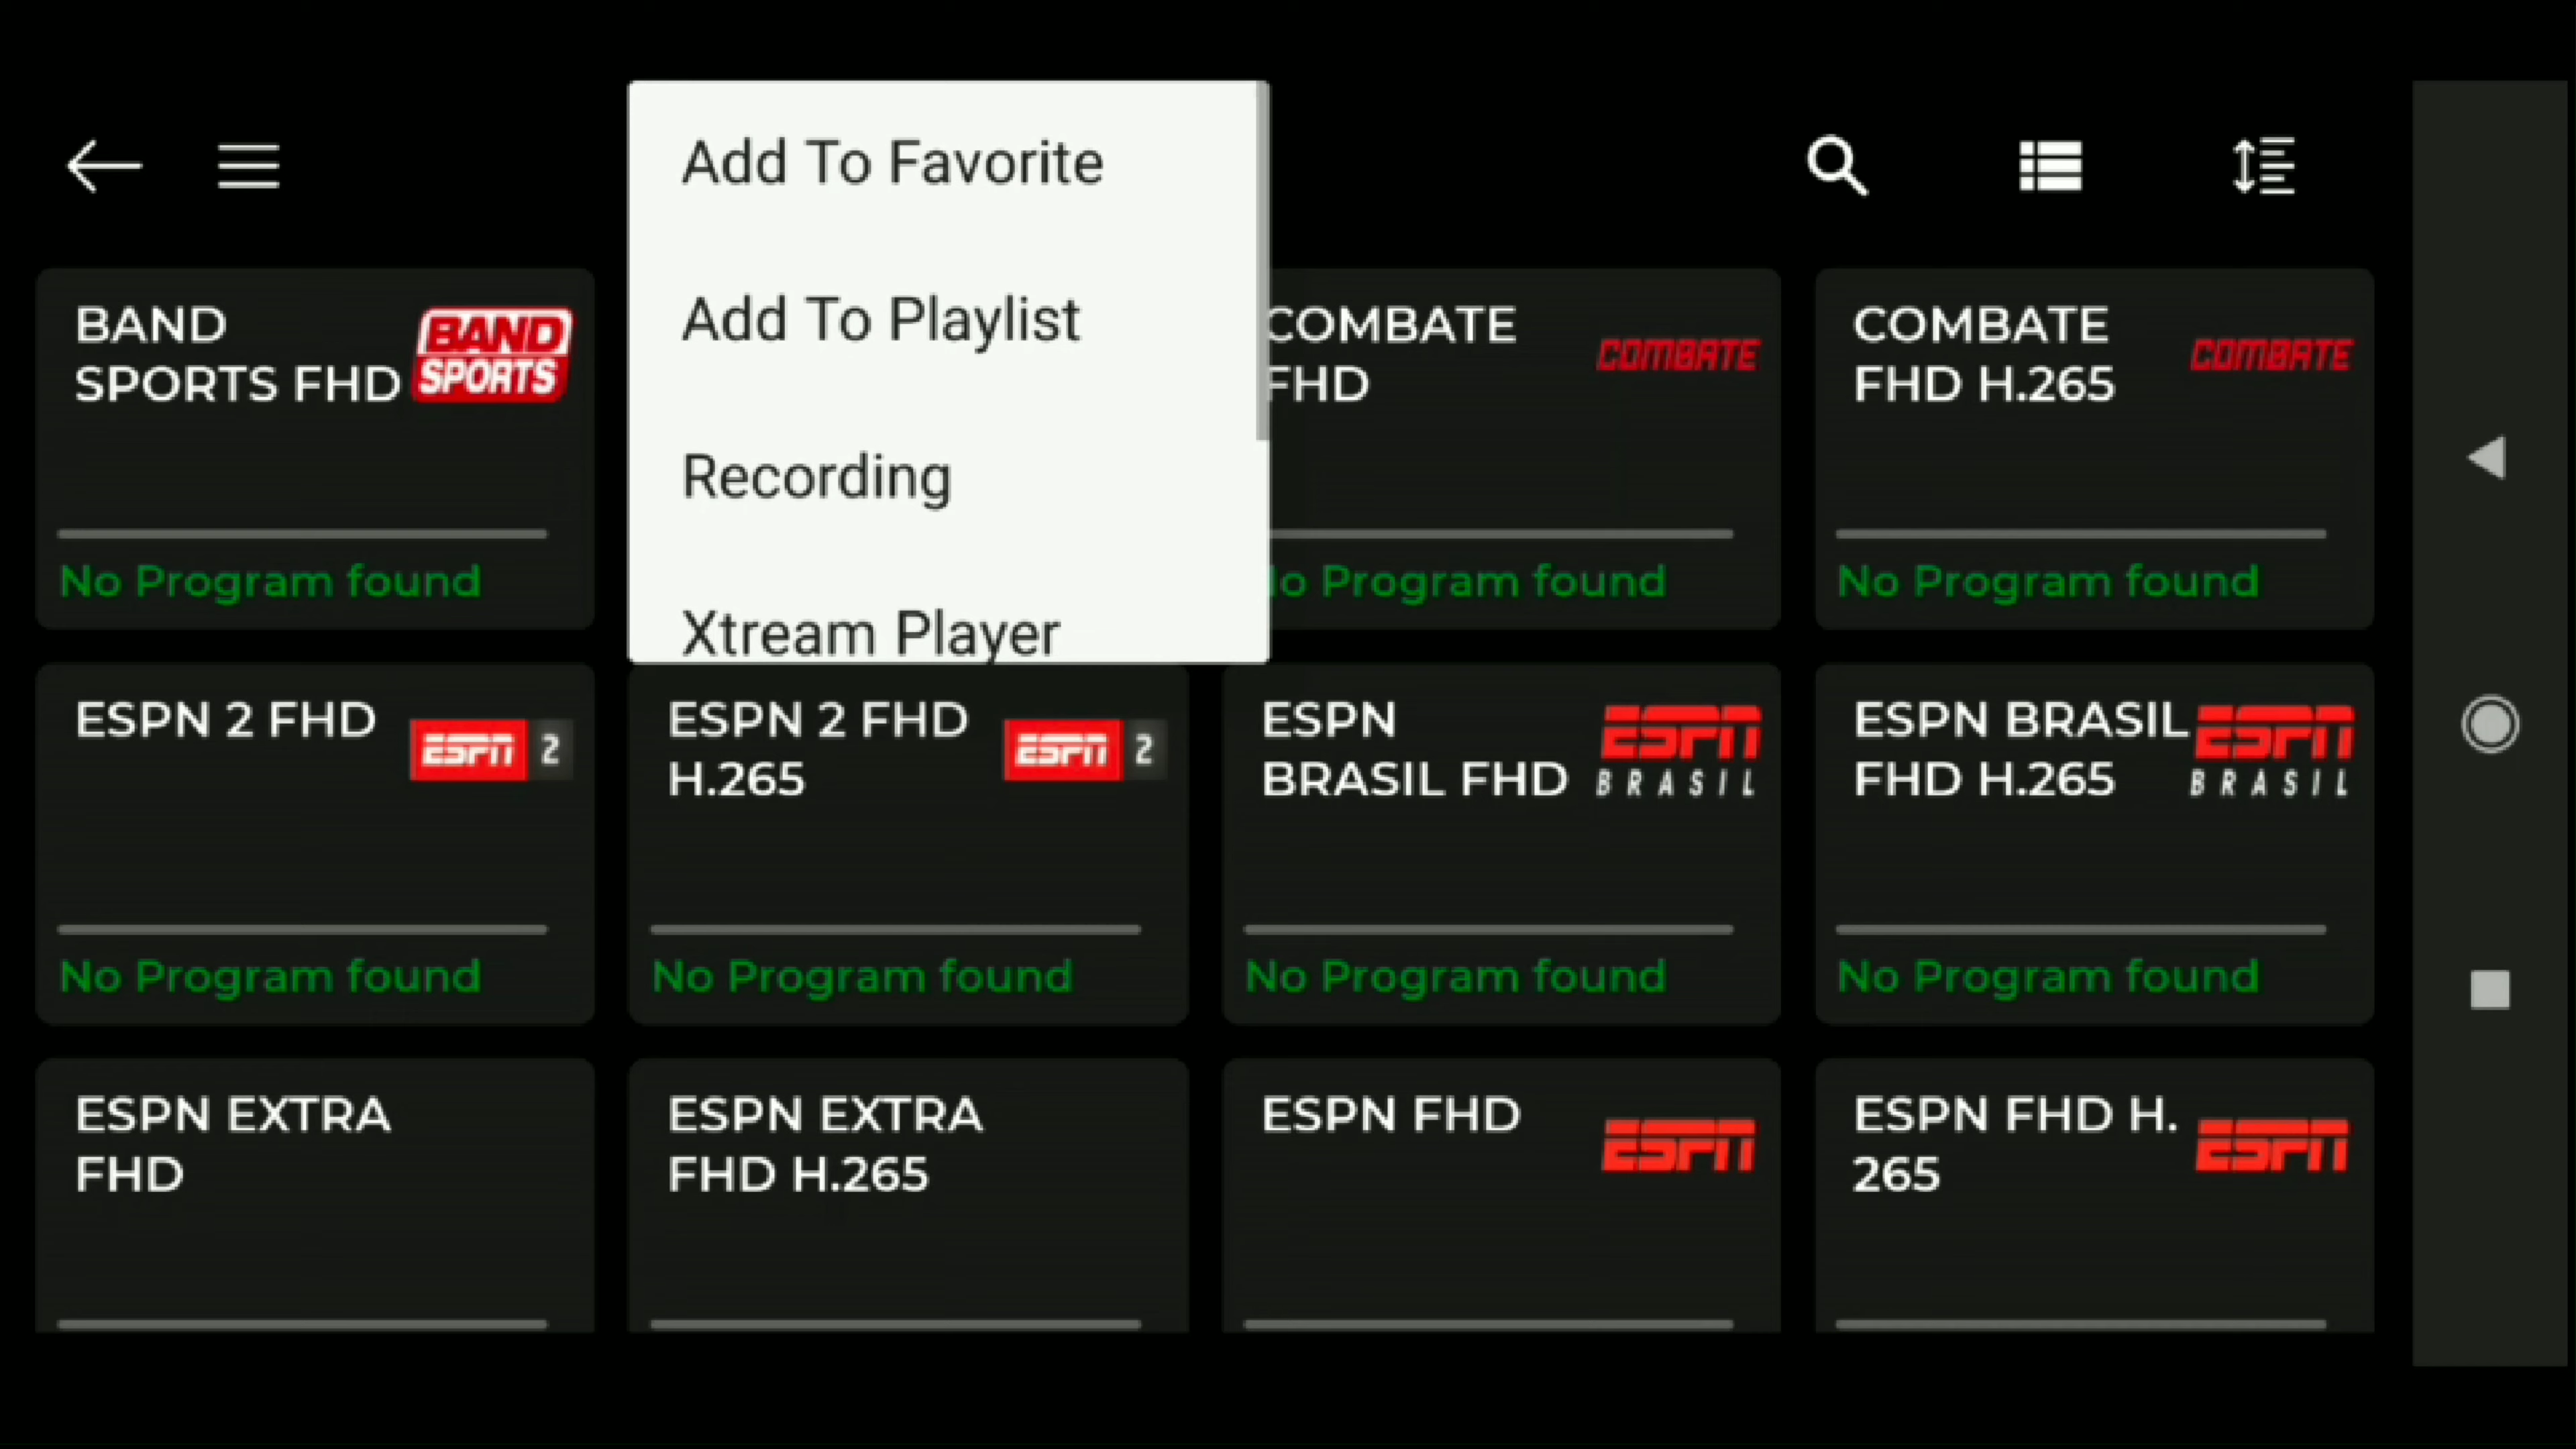 Add To Favorite
Add To Playlist
Recording
Xtream Player
BAND
SPORTS FHD
BAND
SPORTS
No Program found
COMBATE
FHD
COMBATE
o Program found
COMBATE
FHD H.265
COMBATE
No Program found
ESPN 2 FHD
ESPN 2
No Program found
ESPN 2 FHD
H.265
ESPN 2
No Program found
ESPN
BRASIL FHD
ESPN
BRASIL
No Program found
ESPN BRASIL
FHD H.265
ESPN
BRASIL
No Program found
ESPN EXTRA
FHD
ESPN EXTRA
FHD H.265
ESPN FHD
ESPN
ESPN FHD H.
265
ESPN